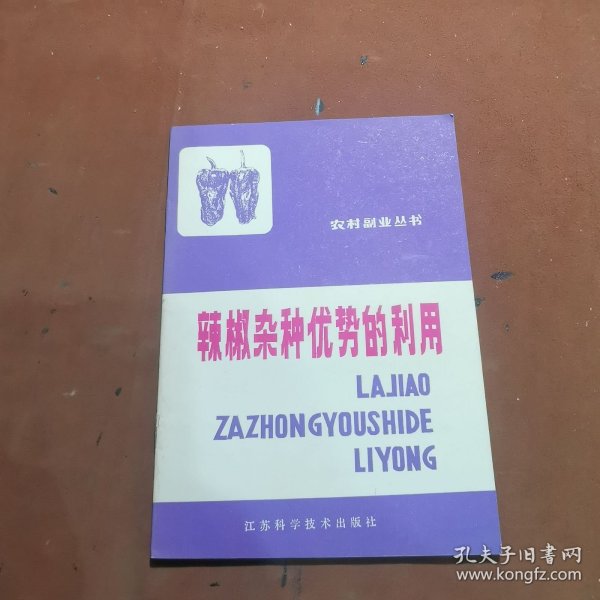 农村副业丛书
辣椒杂种优势的利用
LAJIAO
ZAZHONGYOUSHIDE
LIYONG
江苏科学技术出版社
孔夫子旧书网
www.kongfz.com